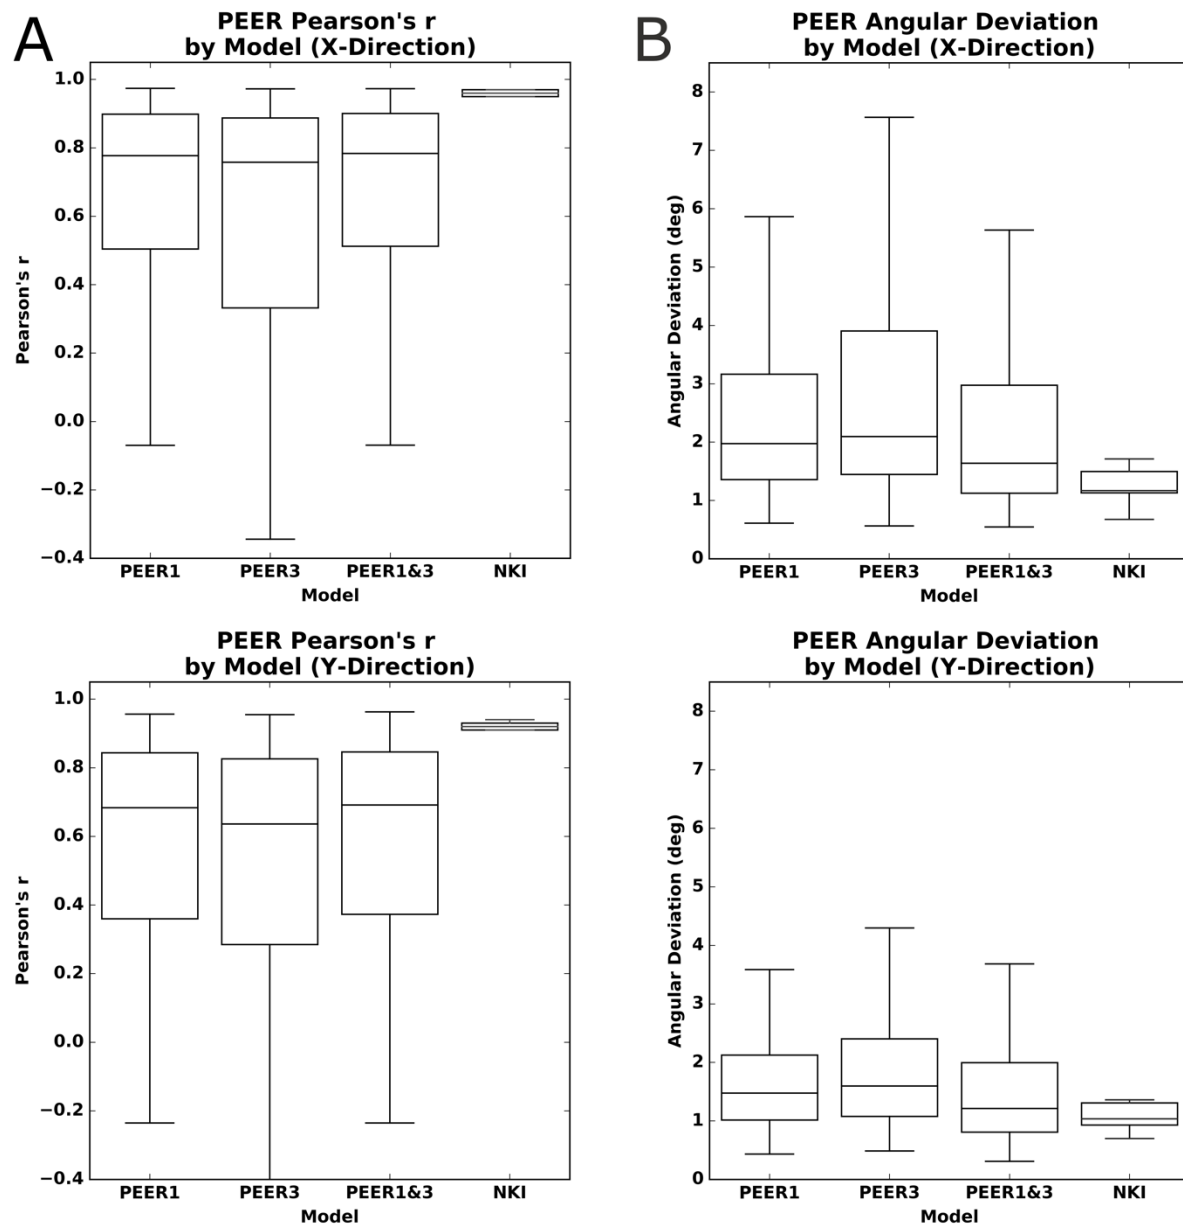 A
PEER Pearson's r
by Model (X-Direction)
1.0
0.8
0.6
0.4
0.2
0.0
−0.2
−0.4
Pearson's r
PEER1 PEER3 PEER1&3 NKI
Model
B
PEER Angular Deviation
by Model (X-Direction)
8
7
6
5
4
3
2
1
0
Angular Deviation (deg)
PEER1 PEER3 PEER1&3 NKI
Model
PEER Pearson's r
by Model (Y-Direction)
1.0
0.8
0.6
0.4
0.2
0.0
−0.2
−0.4
Pearson's r
PEER1 PEER3 PEER1&3 NKI
Model
PEER Angular Deviation
by Model (Y-Direction)
8
7
6
5
4
3
2
1
0
Angular Deviation (deg)
PEER1 PEER3 PEER1&3 NKI
Model